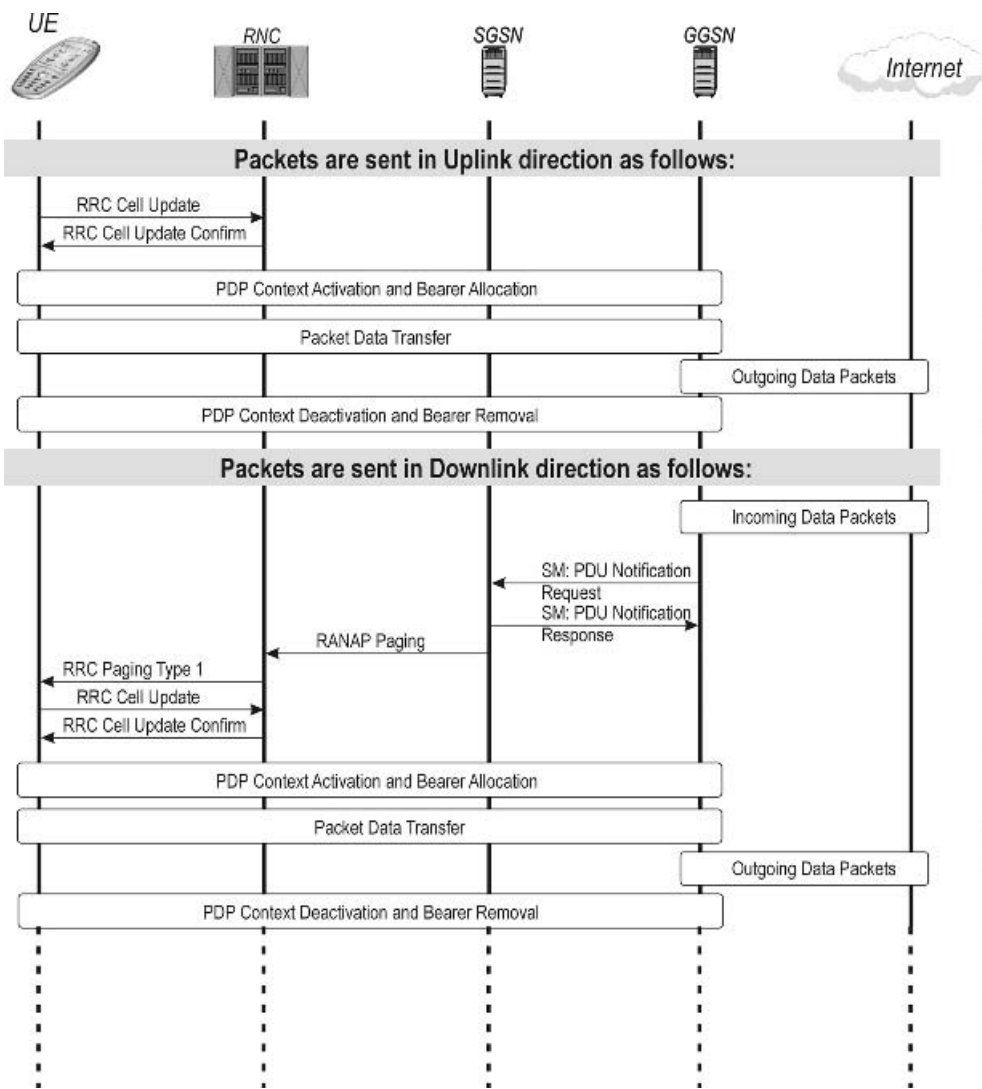 UE
RNC
SGSN
GGSN
Internet
Packets are sent in Uplink direction as follows:
RRC Cell Update
RRC Cell Update Confirm
PDP Context Activation and Bearer Allocation
Packet Data Transfer
Outgoing Data Packets
PDP Context Deactivation and Bearer Removal
Packets are sent in Downlink direction as follows:
Incoming Data Packets
SM: PDU Notification
Request
SM: PDU Notification
Response
RANAP Paging
RRC Paging Type 1
RRC Cell Update
RRC Cell Update Confirm
PDP Context Activation and Bearer Allocation
Packet Data Transfer
Outgoing Data Packets
PDP Context Deactivation and Bearer Removal